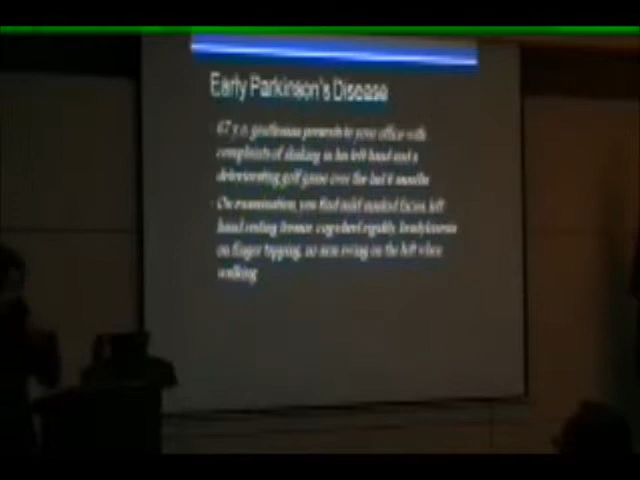 Early Parkinson's Disease
67 y.o. gentleman presents to your office with
complaints of shaking in his left hand and a
deteriorating golf game over the last 6 months
On examination, you find mild masked facies, left
hand resting tremor, cogwheel rigidity, bradykinesia
on finger tapping, no arm swing on the left when
walking